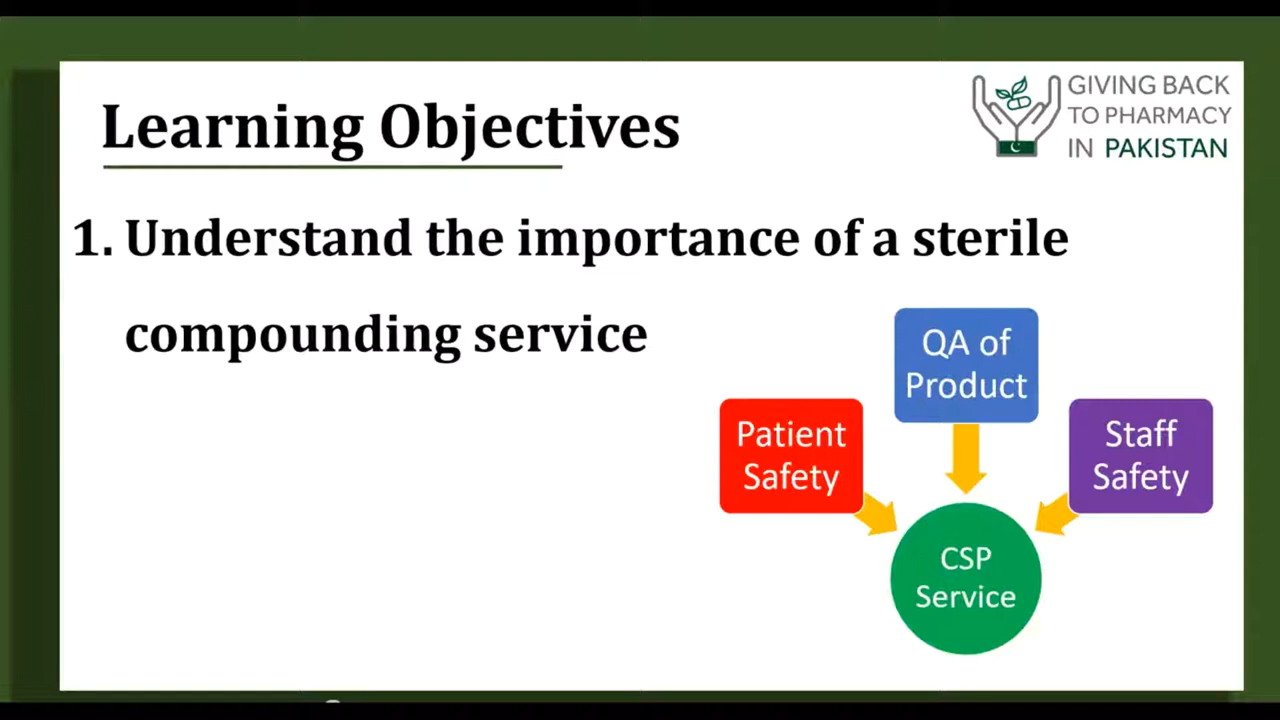 Learning Objectives
GIVING BACK
TO PHARMACY
IN PAKISTAN
1. Understand the importance of a sterile
compounding service
QA of
Product
Patient
Safety
Staff
Safety
CSP
Service